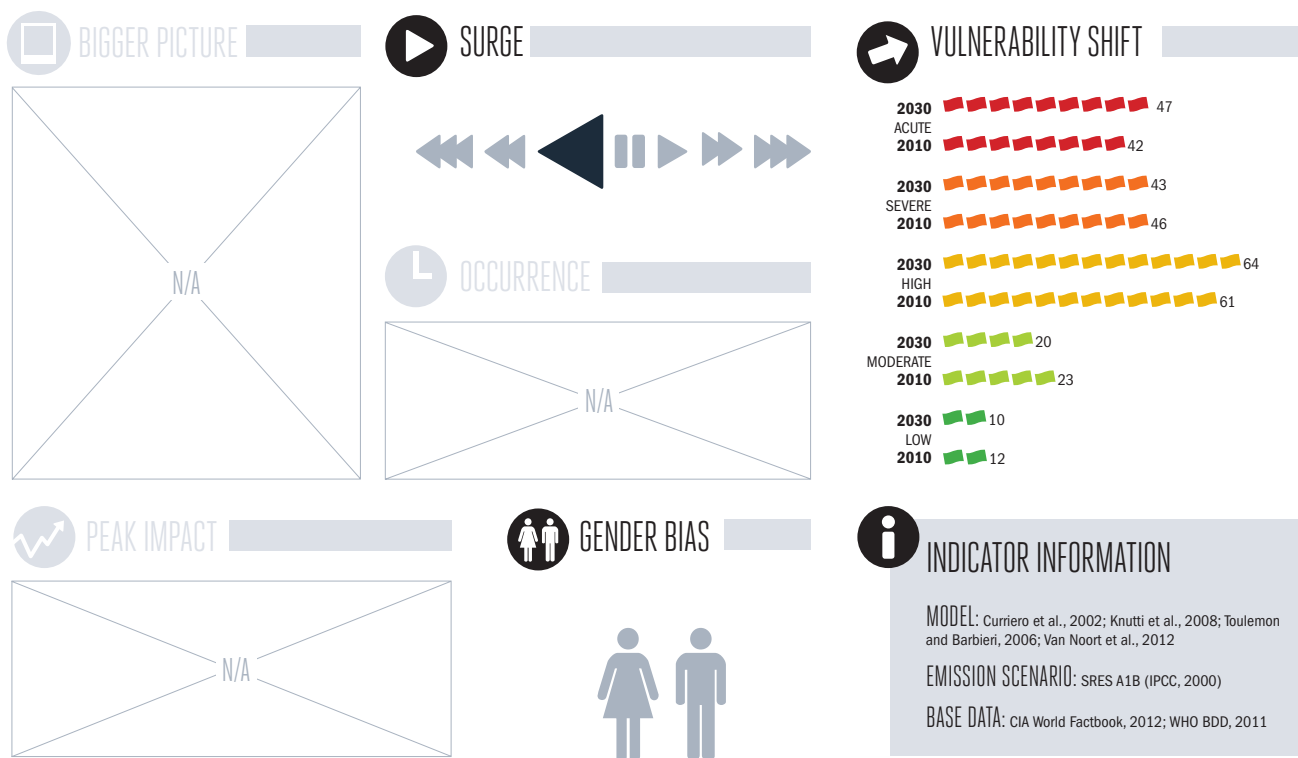 BIGGER PICTURE
N/A
SURGE
OCCURRENCE
N/A
VULNERABILITY SHIFT
2030 47
ACUTE
2010 42
2030 43
SEVERE
2010 46
2030 64
HIGH
2010 61
2030 20
MODERATE
2010 23
2030 10
LOW
2010 12
PEAK IMPACT
N/A
GENDER BIAS
INDICATOR INFORMATION
MODEL: Curriero et al., 2002; Knutti et al., 2008; Toulemon
and Barbieri, 2006; Van Noort et al., 2012
EMISSION SCENARIO: SRES A1B (IPCC, 2000)
BASE DATA: CIA World Factbook, 2012; WHO BDD, 2011